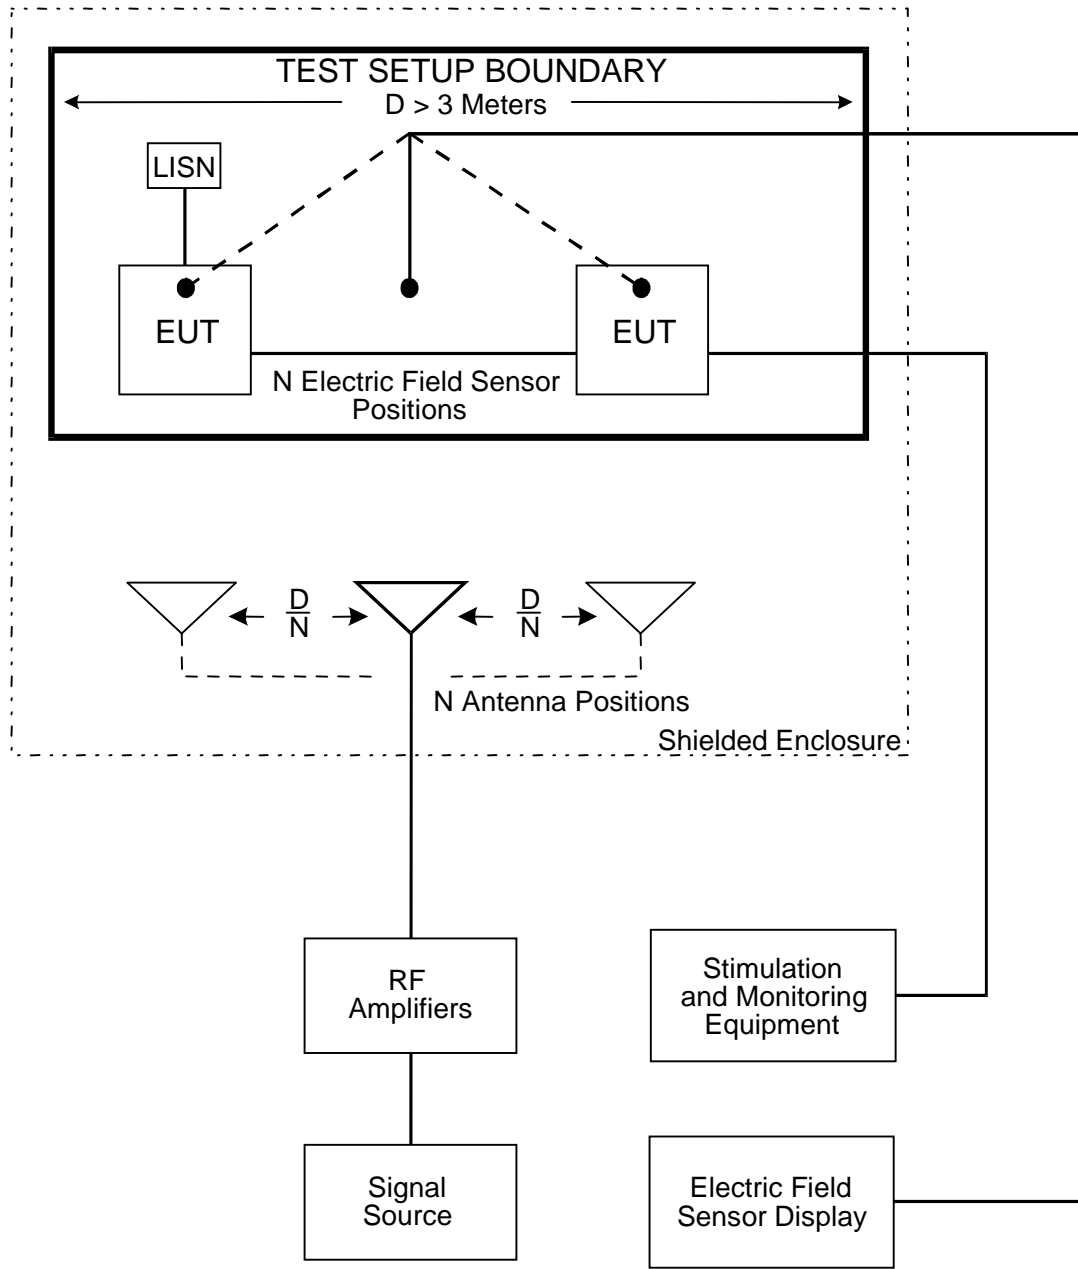 TEST SETUP BOUNDARY
D > 3 Meters
LISN
EUT
EUT
N Electric Field Sensor
Positions
D
N
D
N
N Antenna Positions
Shielded Enclosure
RF
Amplifiers
Stimulation
and Monitoring
Equipment
Signal
Source
Electric Field
Sensor Display